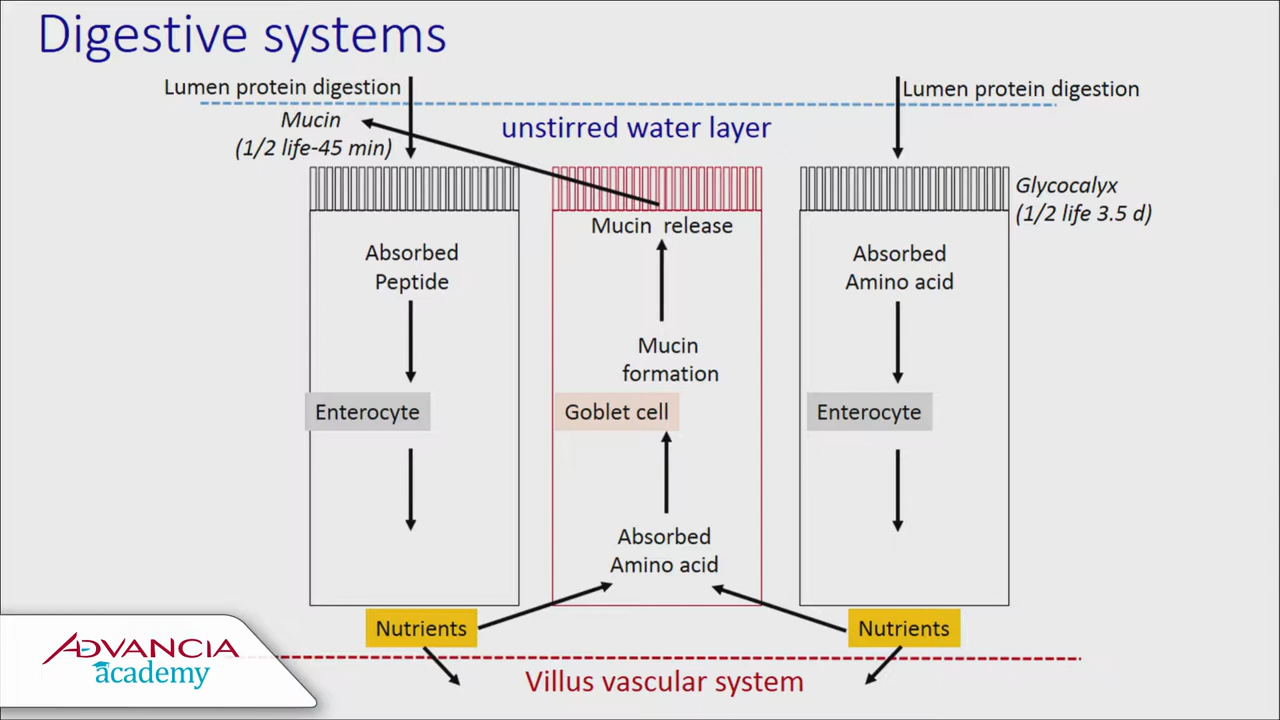 Digestive systems
Lumen protein digestion
Lumen protein digestion
Mucin
(1/2 life-45 min)
unstirred water layer
Glycocalyx
(1/2 life 3.5 d)
Mucin release
Absorbed
Peptide
Absorbed
Amino acid
Mucin
formation
Enterocyte
Goblet cell
Enterocyte
Absorbed
Amino acid
Nutrients
Nutrients
ADVANCIA
academy
Villus vascular system